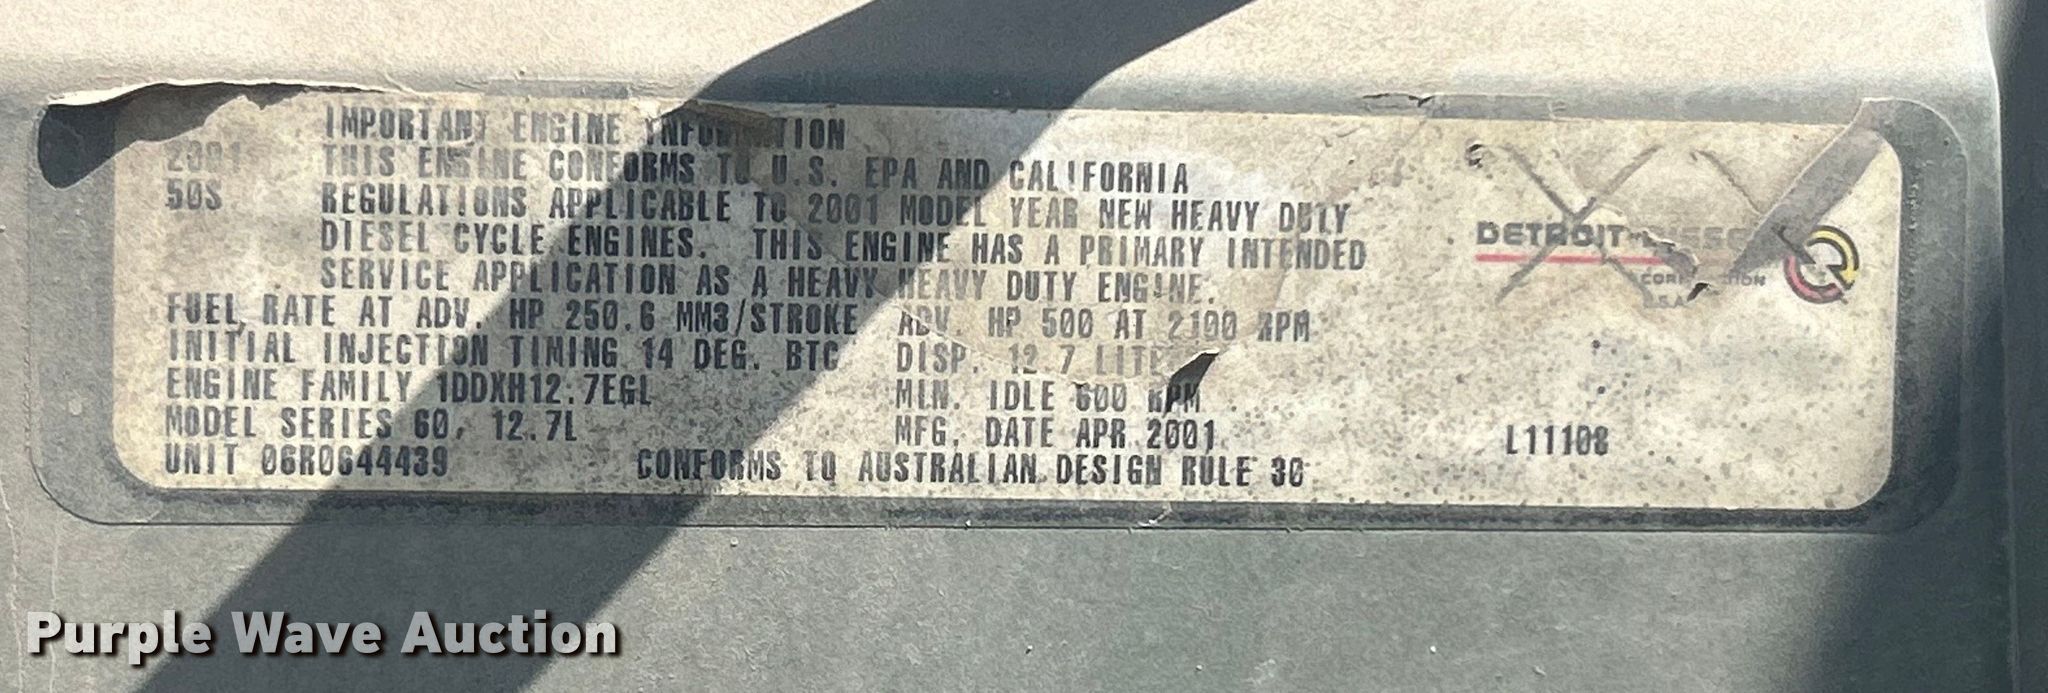 IMPORTANT ENGINE INFORMATION
2001 THIS ENGINE CONFORMS TO U.S. EPA AND CALIFORNIA
50S REGULATIONS APPLICABLE TO 2001 MODEL YEAR NEW HEAVY DUTY
DIESEL CYCLE ENGINES. THIS ENGINE HAS A PRIMARY INTENDED
SERVICE APPLICATION AS A HEAVY HEAVY DUTY ENGINE.
FUEL RATE AT ADV. HP 250.6 MM3/STROKE ADV. HP 500 AT 2100 RPM
INITIAL INJECTION TIMING 14 DEG. BTC DISP. 12.7 LITE
ENGINE FAMILY 1DDXH12.7EGL MIN. IDLE 600 RPM
MODEL SERIES 60, 12.7L MFG. DATE APR 2001
UNIT 06R0644439 CONFORMS TO AUSTRALIAN DESIGN RULE 30
DETROIT
L11108
Purple Wave Auction